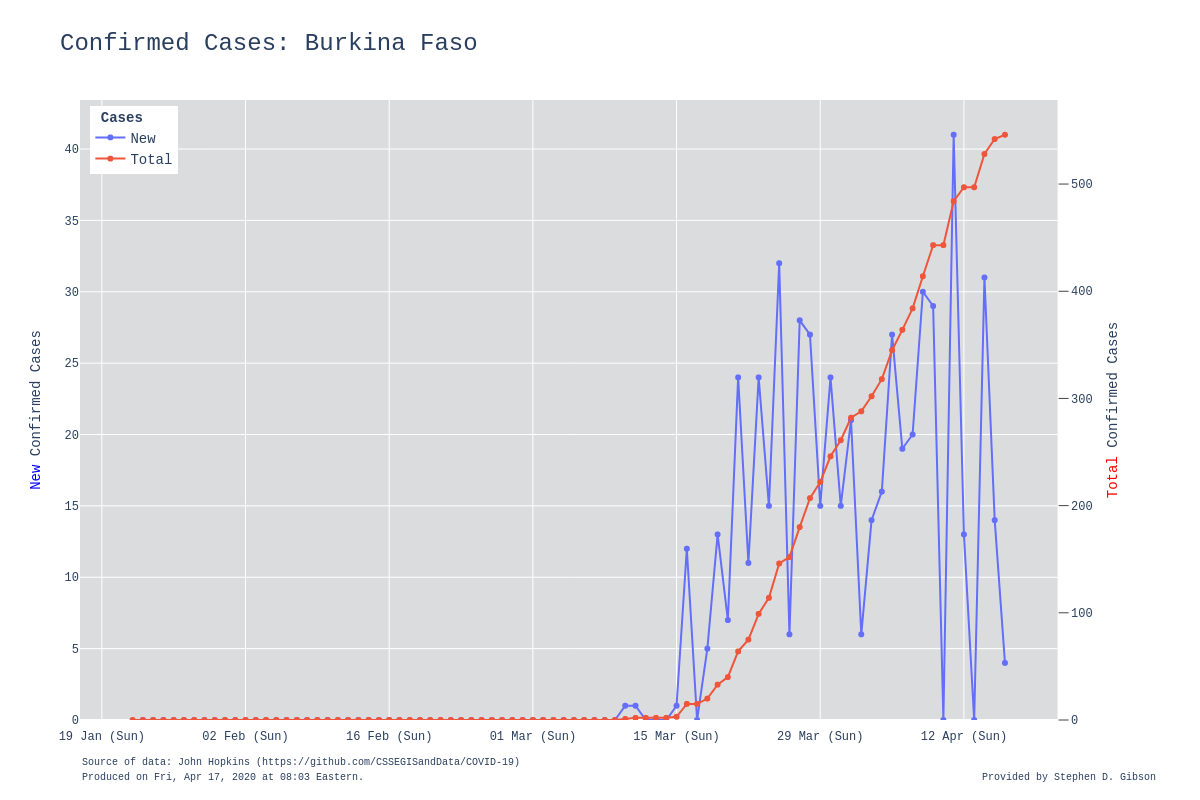 Confirmed Cases: Burkina Faso
Cases
New
Total
40
35
30
25
20
15
10
5
0
500
400
300
200
100
0
New Confirmed Cases
Total Confirmed Cases
19 Jan (Sun) 02 Feb (Sun) 16 Feb (Sun) 01 Mar (Sun) 15 Mar (Sun) 29 Mar (Sun) 12 Apr (Sun)
Source of data: John Hopkins (https://github.com/CSSEGISandData/COVID-19)
Produced on Fri, Apr 17, 2020 at 08:03 Eastern.
Provided by Stephen D. Gibson